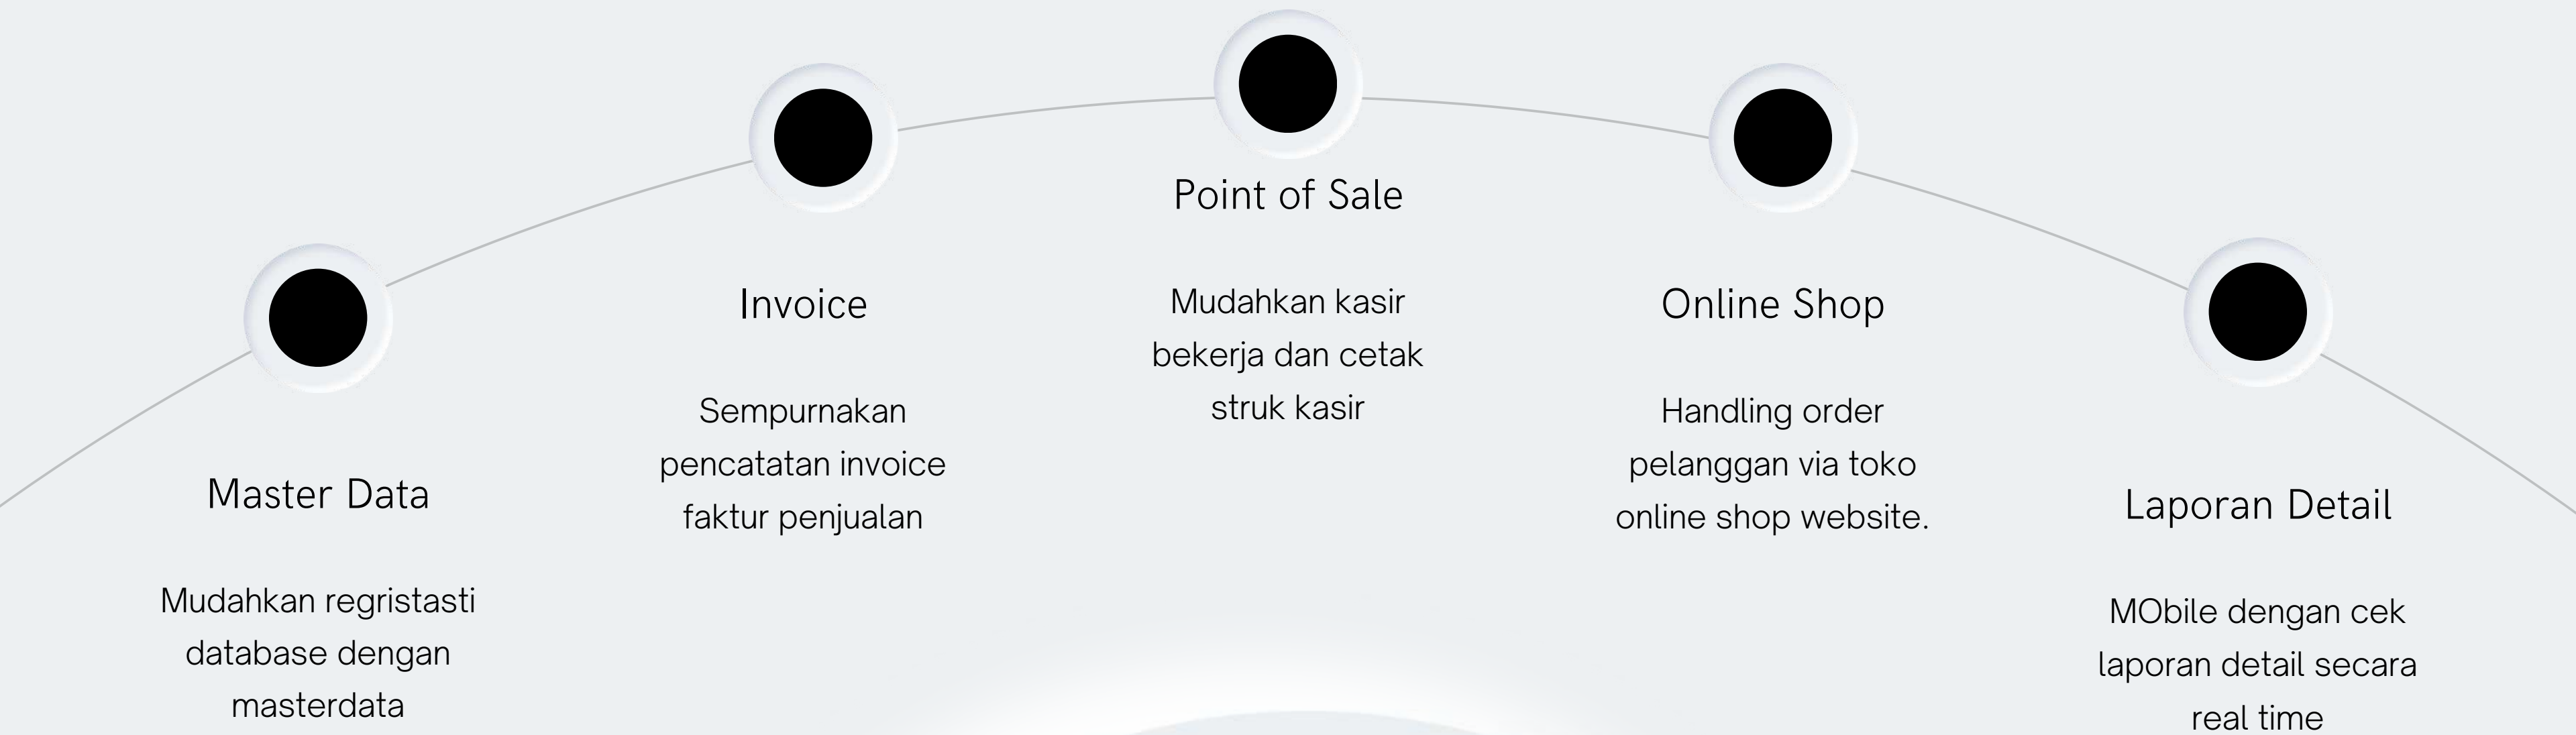 Master Data
Mudahkan regristasti
database dengan
masterdata
Invoice
Sempurnakan
pencatatan invoice
faktur penjualan
Point of Sale
Mudahkan kasir
bekerja dan cetak
struk kasir
Online Shop
Handling order
pelanggan via toko
online shop website.
Laporan Detail
MObile dengan cek
laporan detail secara
real time